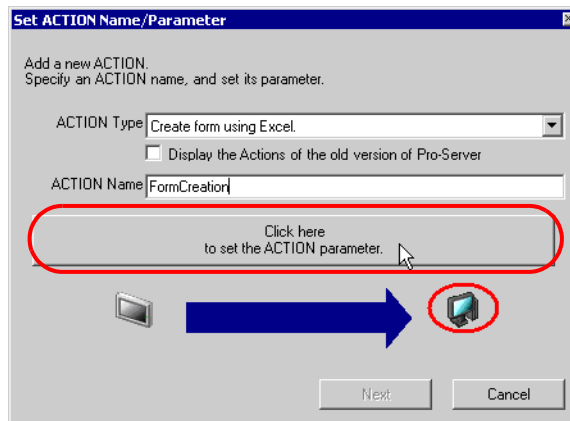 Set ACTION Name/Parameter
Add a new ACTION.
Specify an ACTION name, and set its parameter.
ACTION Type Create form using Excel.
Display the Actions of the old version of Pro-Server
ACTION Name FormCreation
Click here
to set the ACTION parameter.
Next Cancel